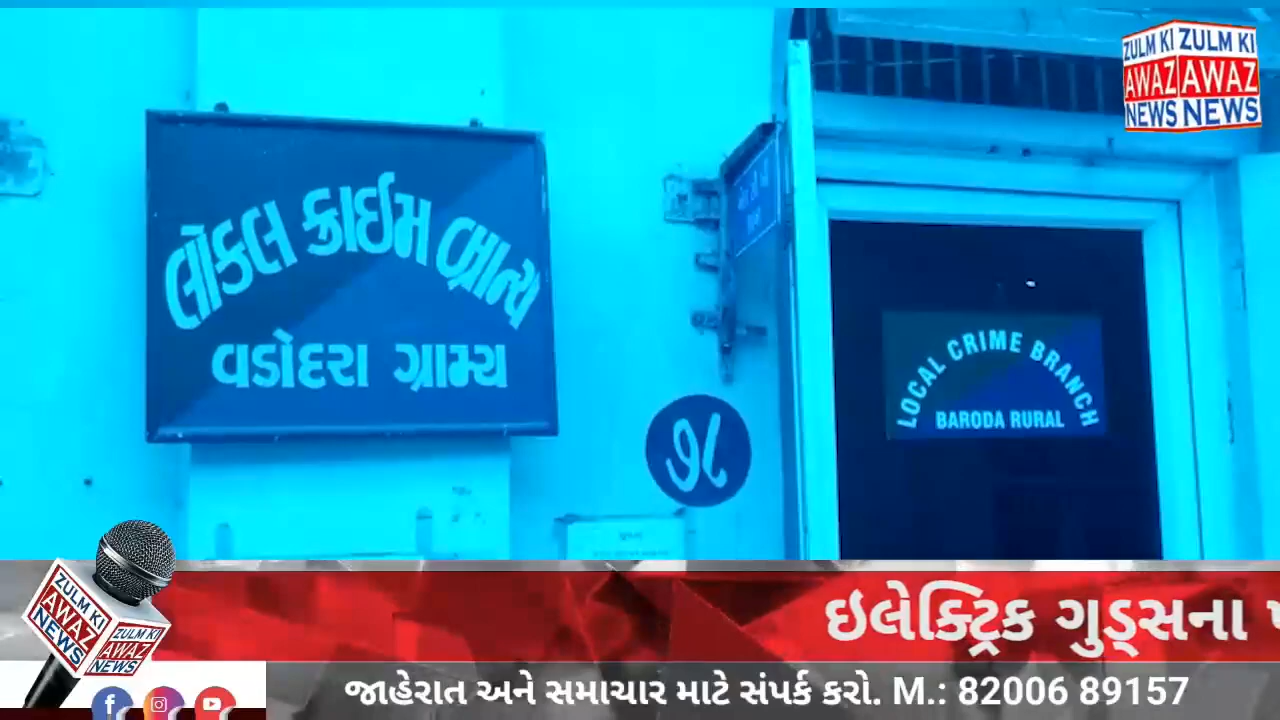 ZULM KI ZULM KI
AWAZ AWAZ
NEWS NEWS
લોકલ ક્રાઈમ બ્રાન્ચ
વડોદરા ગ્રામ્ય
૭૮
LOCAL CRIME BRANCH
BARODA RURAL
ZULM KI
AWAZ
NEWS
ZULM KI
AWAZ
NEWS
ઇલેક્ટ્રિક ગુડ્સના
જાહેરાત અને સમાચાર માટે સંપર્ક કરો. M.: 82006 89157